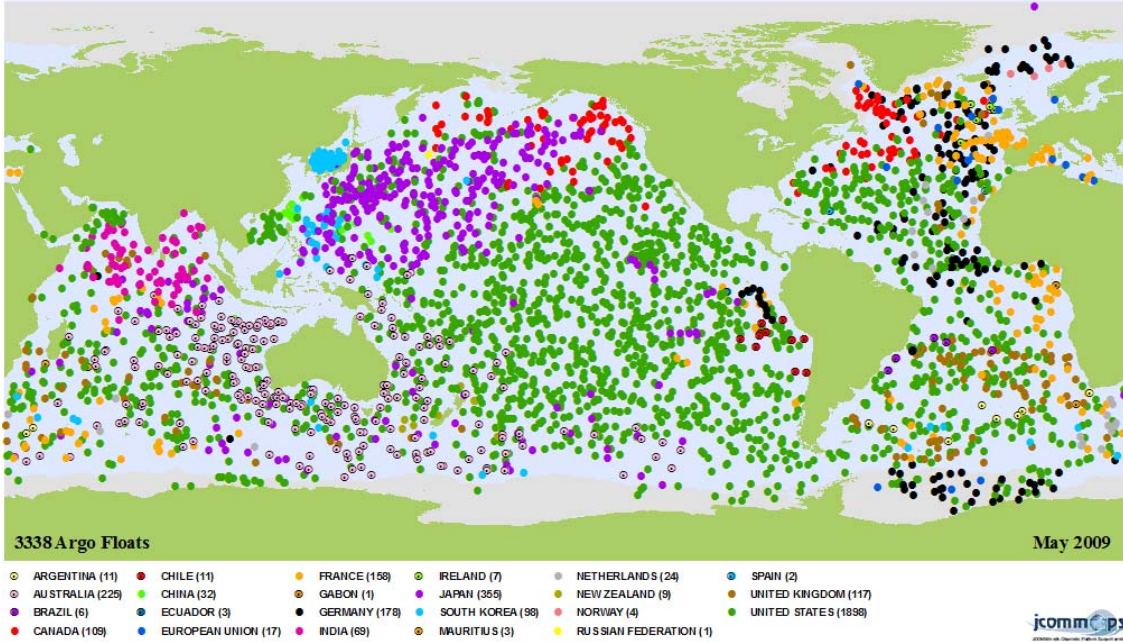 3338 Argo Floats
May 2009
ARGENTINA (11) CHILE (11) FRANCE (158) IRELAND (7) NETHERLANDS (24) SPAIN (2)
AUSTRALIA (225) CHINA (32) GABON (1) JAPAN (355) NEW ZEALAND (9) UNITED KINGDOM (117)
BRAZIL (6) ECUADOR (3) GERMANY (178) SOUTH KOREA (98) NORWAY (4) UNITED STATES (1898)
CANADA (109) EUROPEAN UNION (17) INDIA (69) MAURITIUS (3) RUSSIAN FEDERATION (1)
jcommops